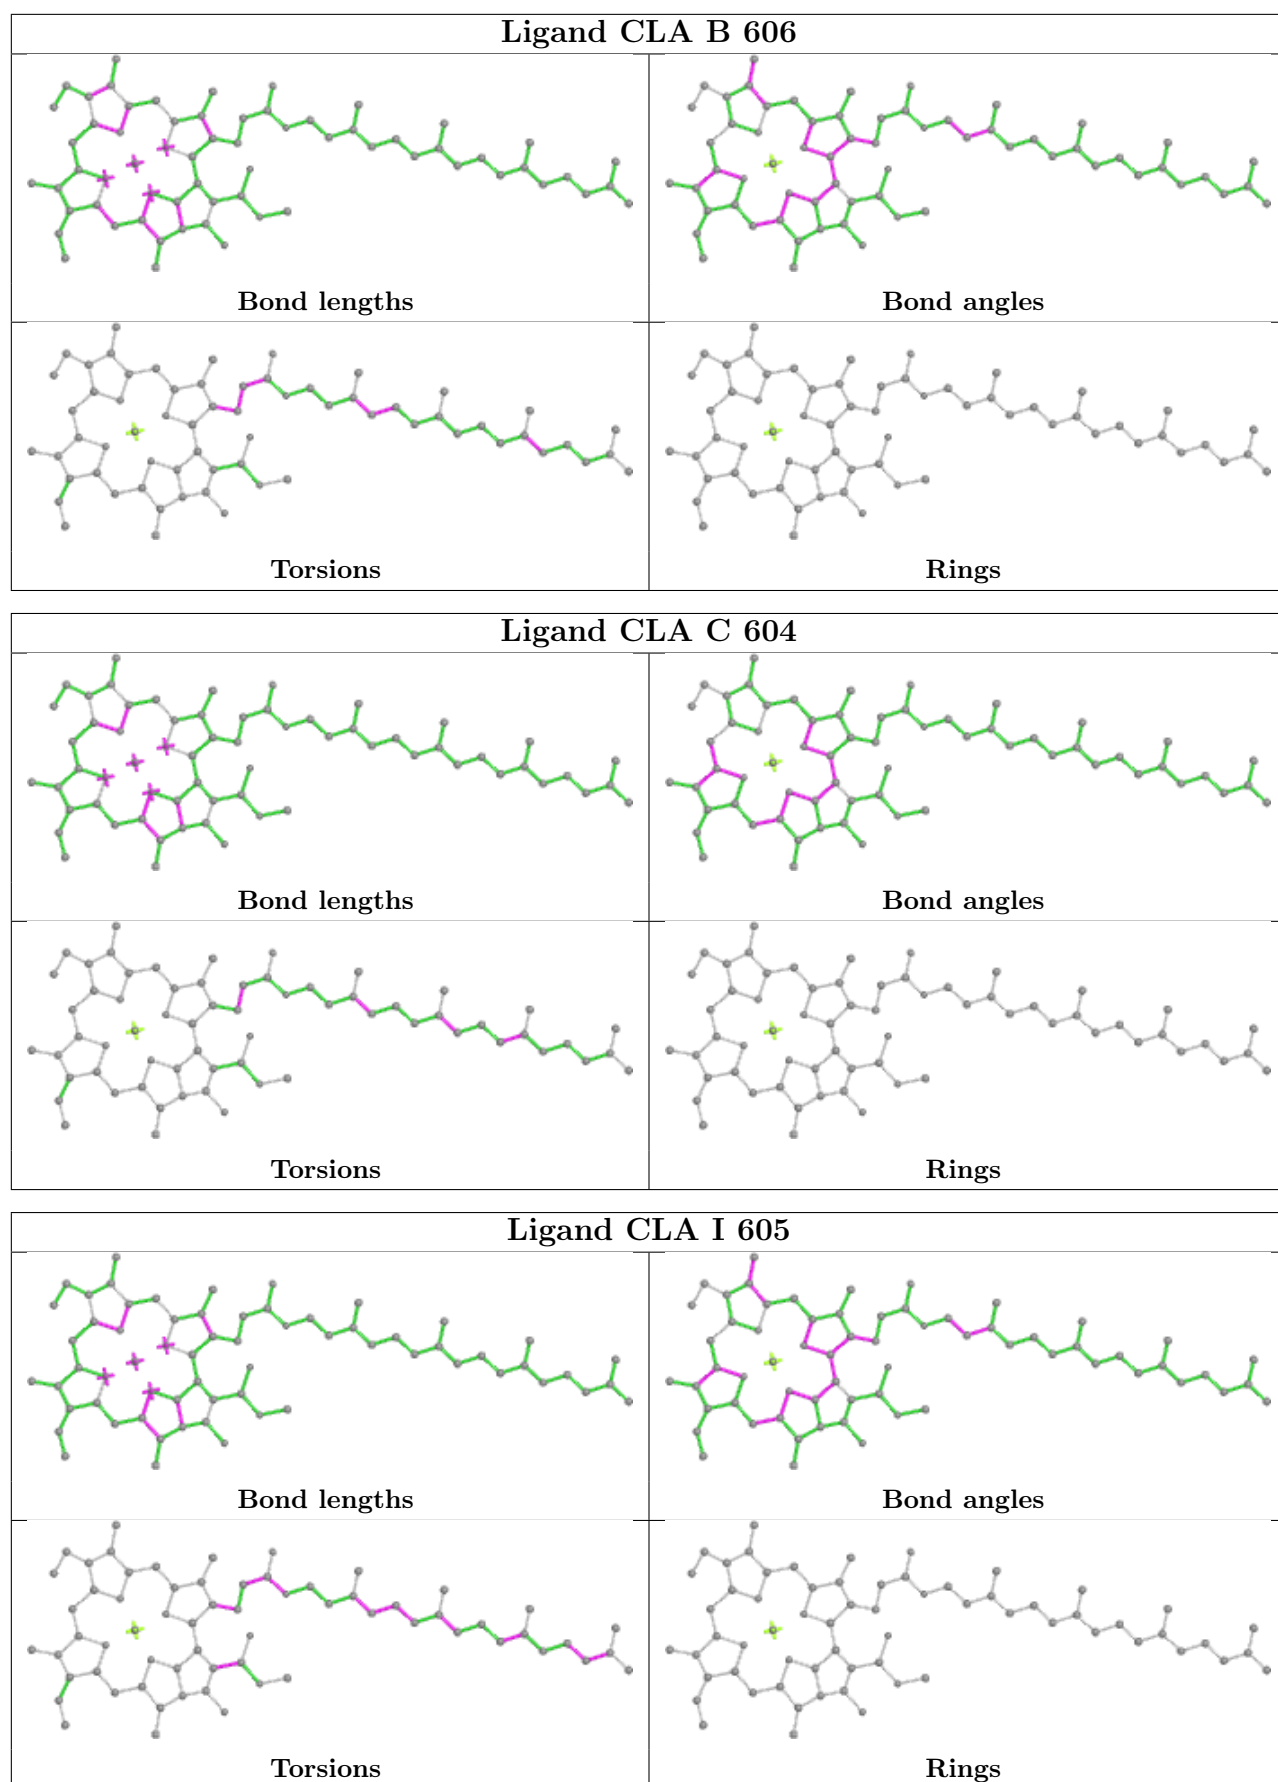 Ligand CLA B 606
Bond lengths
Bond angles
Torsions
Rings
Ligand CLA C 604
Bond lengths
Bond angles
Torsions
Rings
Ligand CLA I 605
Bond lengths
Bond angles
Torsions
Rings